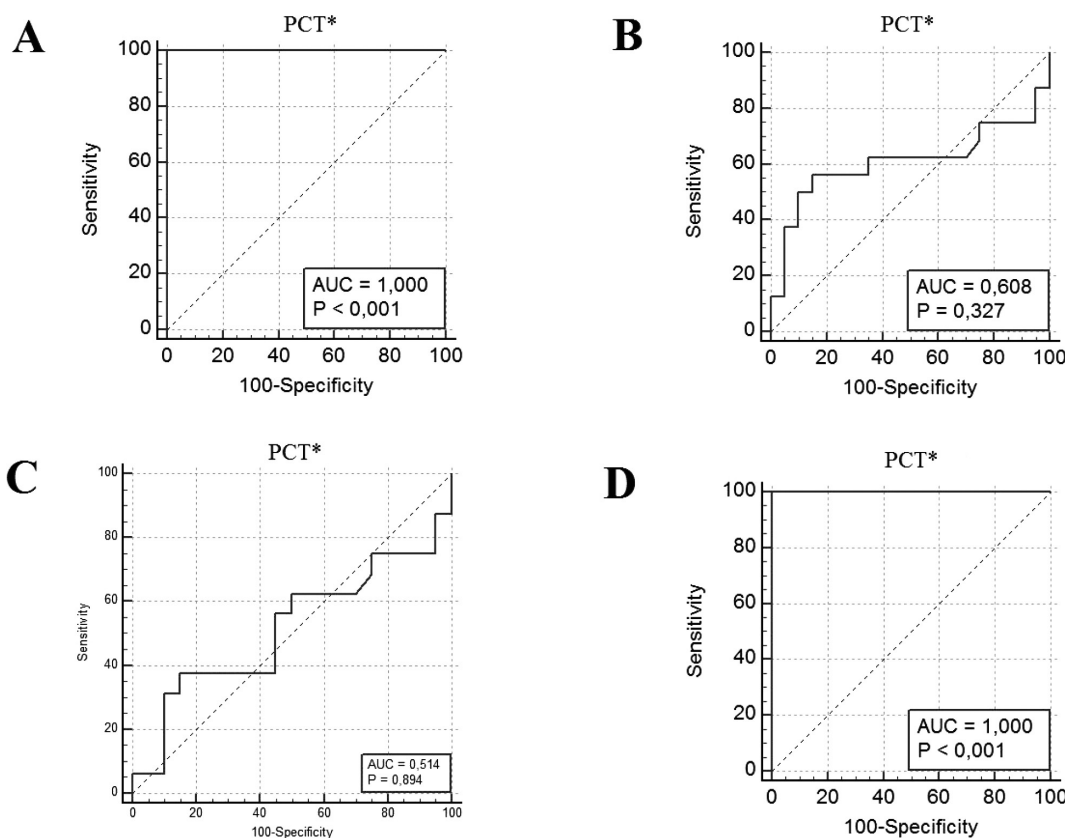 A
PCT*
100
80
60
40
20
0
Sensitivity
AUC = 1,000
P < 0,001
0 20 40 60 80 100
100-Specificity
B
PCT*
100
80
60
40
20
0
Sensitivity
AUC = 0,608
P = 0,327
0 20 40 60 80 100
100-Specificity
C
PCT*
100
80
60
40
20
0
Sensitivity
AUC = 0,514
P = 0,894
0 20 40 60 80 100
100-Specificity
D
PCT*
100
80
60
40
20
0
Sensitivity
AUC = 1,000
P < 0,001
0 20 40 60 80 100
100-Specificity